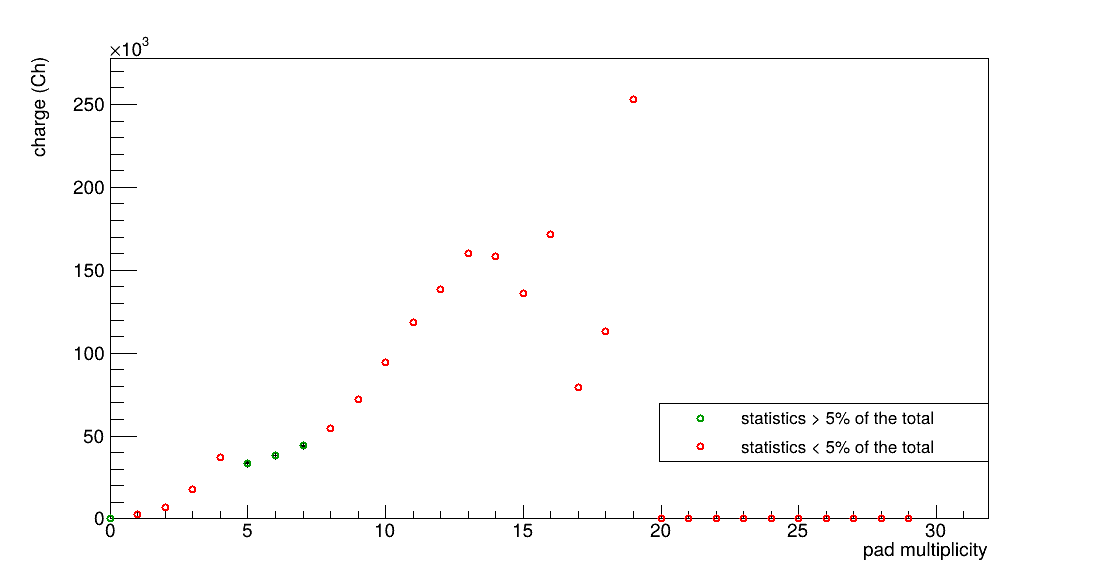 ×10³
charge (Ch)
250
200
150
100
50
0
statistics > 5% of the total
statistics < 5% of the total
0 5 10 15 20 25 30
pad multiplicity